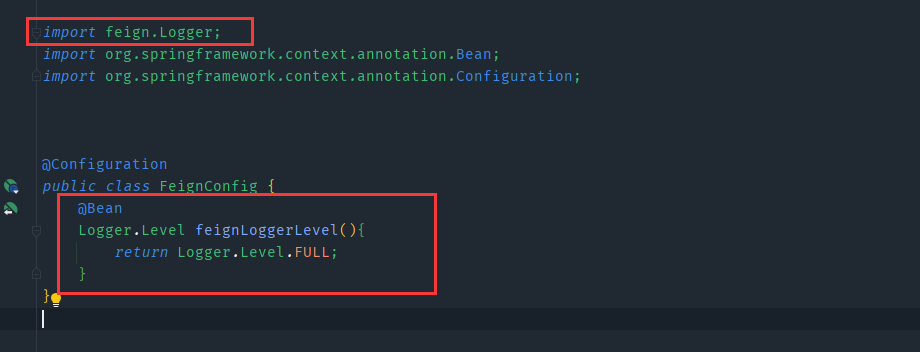 import feign.Logger;
import org.springframework.context.annotation.Bean;
import org.springframework.context.annotation.Configuration;
@Configuration
public class FeignConfig {
@Bean
Logger.Level feignLoggerLevel(){
return Logger.Level.FULL;
}
}